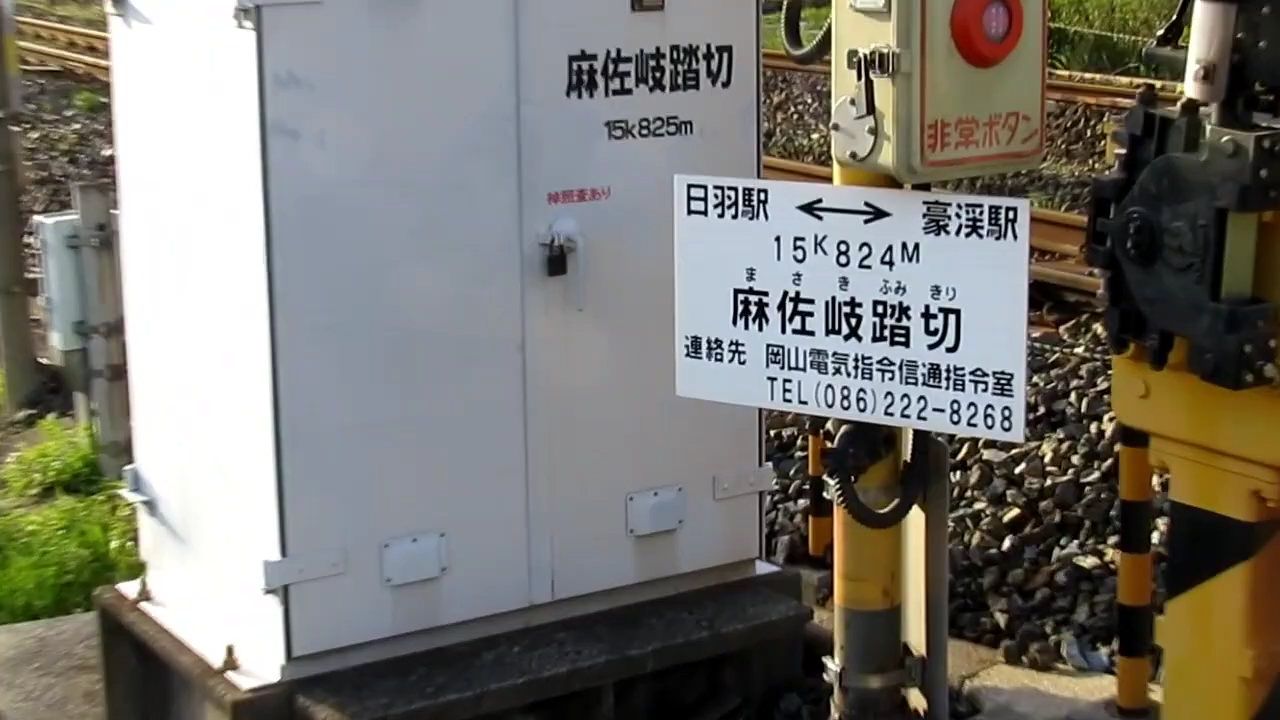 麻佐岐踏切
15k825m
非常ボタン
日羽駅 ⟷ 豪渓駅
15K824M
まさきふみきり
麻佐岐踏切
連絡先 岡山電気指令信通指令室
TEL(086)222-8268